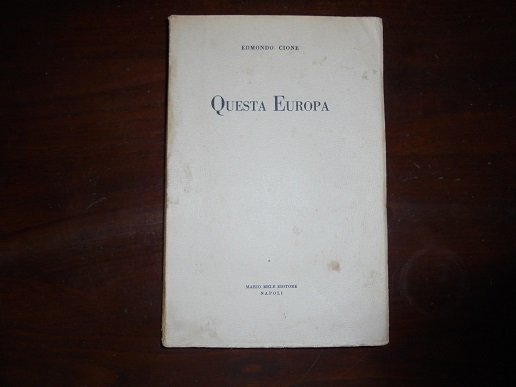 EDMONDO CIONE
QUESTA EUROPA
MARIO MELE EDITORE
NAPOLI